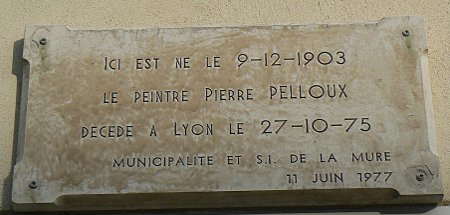 ICI EST NE LE 9-12-1903
LE PEINTRE PIERRE PELLOUX
DECEDE A LYON LE 27-10-75
MUNICIPALITE ET S.I. DE LA MURE
11 JUIN 1977